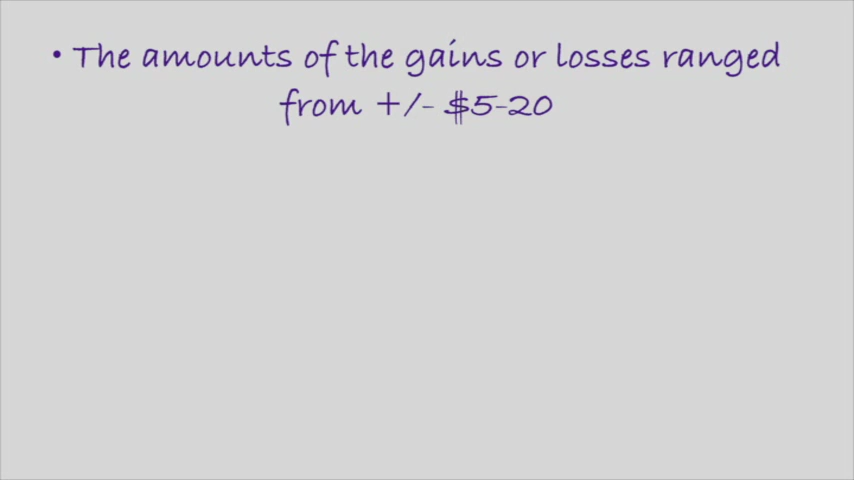 • The amounts of the gains or losses ranged
from +/- $5-20